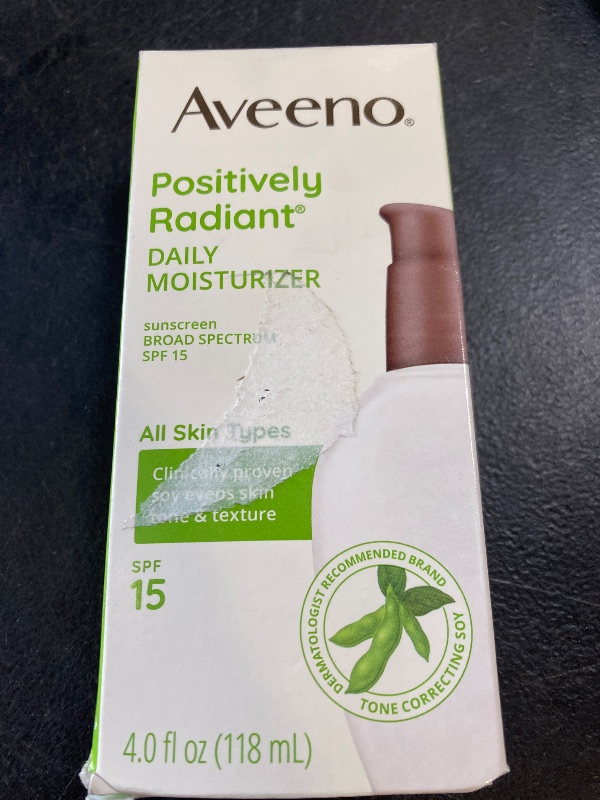 Aveeno®
Positively
Radiant®
DAILY
MOISTURIZER
sunscreen
BROAD SPECTRUM
SPF 15
All Skin Types
Clinically proven
soy evens skin
tone & texture
SPF
15
DERMATOLOGIST RECOMMENDED BRAND
TONE CORRECTING SOY
4.0 fl oz (118 mL)